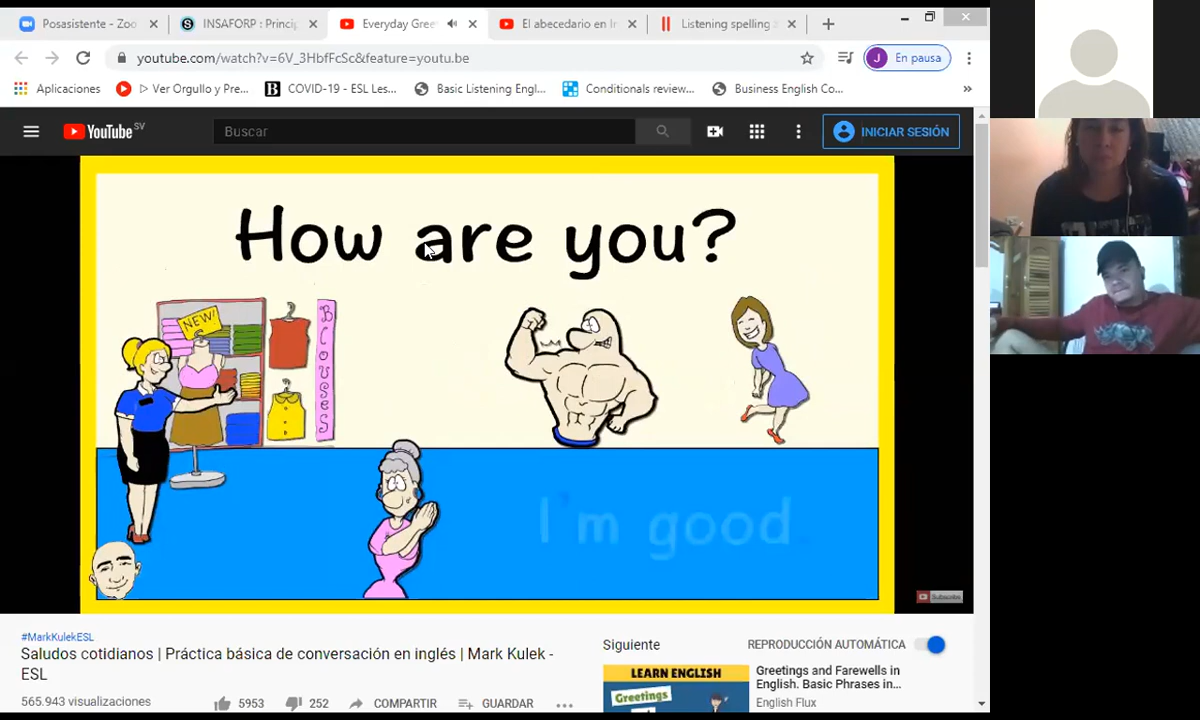 Posasistente - Zoo
INSAFORP : Princip
Everyday Gree
El abecedario en In
Listening spelling a
youtube.com/watch?v=6V_3HbfFcSc&feature=youtu.be
J
En pausa
Aplicaciones
▷ Ver Orgullo y Pre...
COVID-19 - ESL Les...
Basic Listening Engl...
Conditionals review...
Business English Co...
»
YouTube SV
Buscar
INICIAR SESIÓN
How are you?
NEW!
BLOUSES
I'm good.
Subscribe
#MarkKulekESL
Saludos cotidianos | Práctica básica de conversación en inglés | Mark Kulek -
ESL
565.943 visualizaciones
5953
252
COMPARTIR
GUARDAR
Siguiente
REPRODUCCIÓN AUTOMÁTICA
LEARN ENGLISH
Greetings
Greetings and Farewells in
English. Basic Phrases in...
English Flux